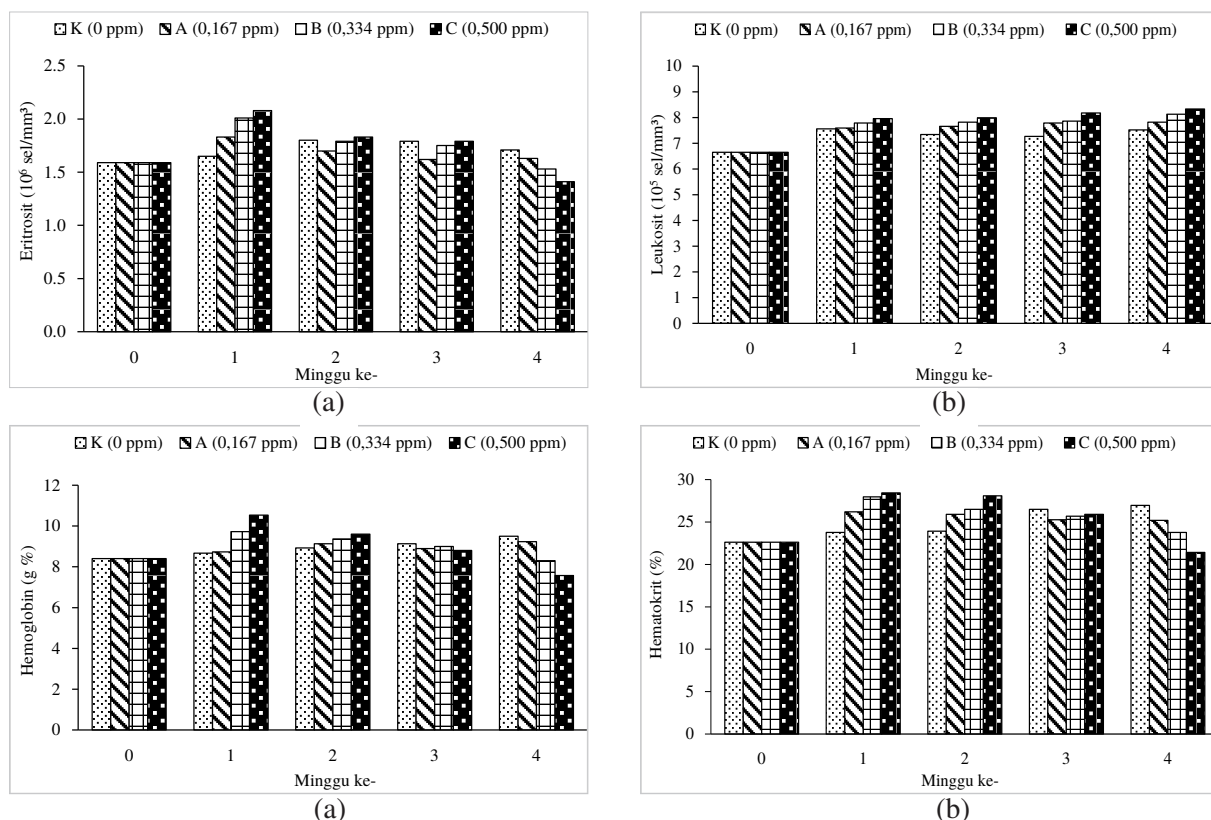 K (0 ppm) A (0,167 ppm) B (0,334 ppm) C (0,500 ppm)
2.5
2.0
1.5
1.0
0.5
0.0
Eritrosit (10⁶ sel/mm³)
0 1 2 3 4
Minggu ke-
(a)
K (0 ppm) A (0,167 ppm) B (0,334 ppm) C (0,500 ppm)
10
9
8
7
6
5
4
3
2
1
0
Leukosit (10⁵ sel/mm³)
0 1 2 3 4
Minggu ke-
(b)
K (0 ppm) A (0,167 ppm) B (0,334 ppm) C (0,500 ppm)
12
10
8
6
4
2
0
Hemoglobin (g %)
0 1 2 3 4
Minggu ke-
(a)
K (0 ppm) A (0,167 ppm) B (0,334 ppm) C (0,500 ppm)
30
25
20
15
10
5
0
Hematokrit (%)
0 1 2 3 4
Minggu ke-
(b)